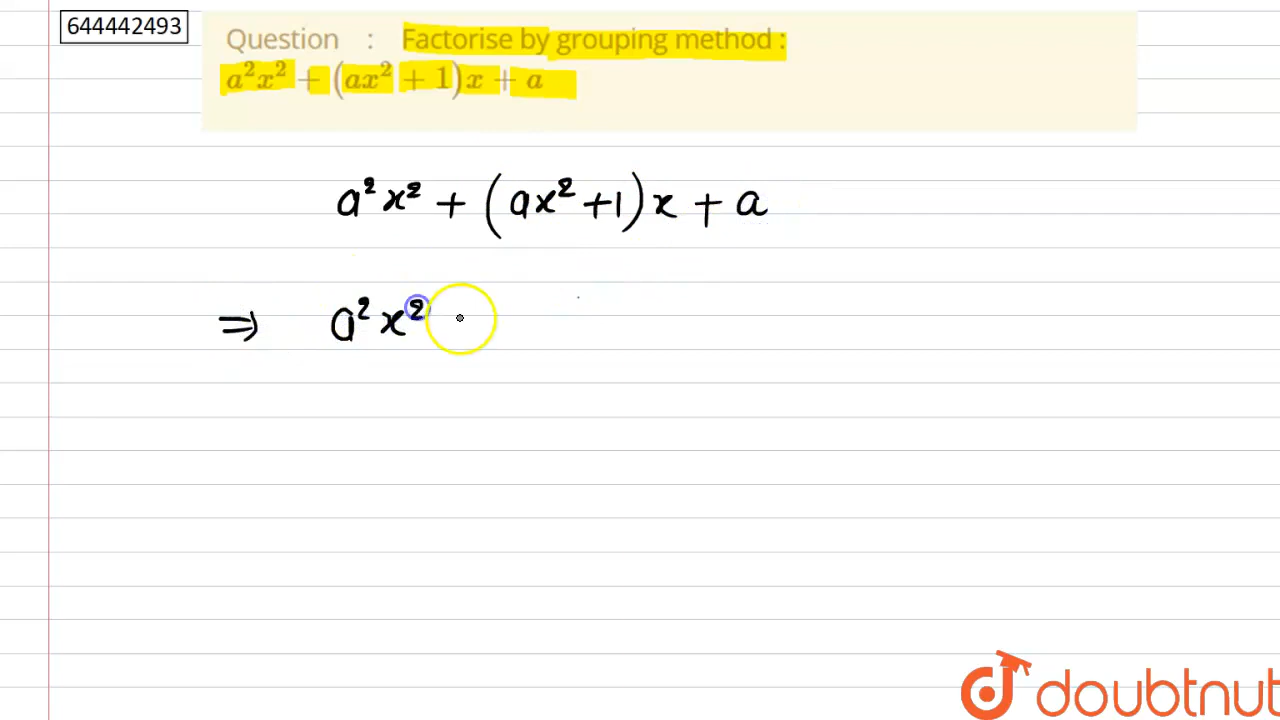 644442493
Question : Factorise by grouping method :
a²x² + (ax² + 1)x + a
a²x² + (ax² + 1)x + a
⇒ a²x²
doubtnut